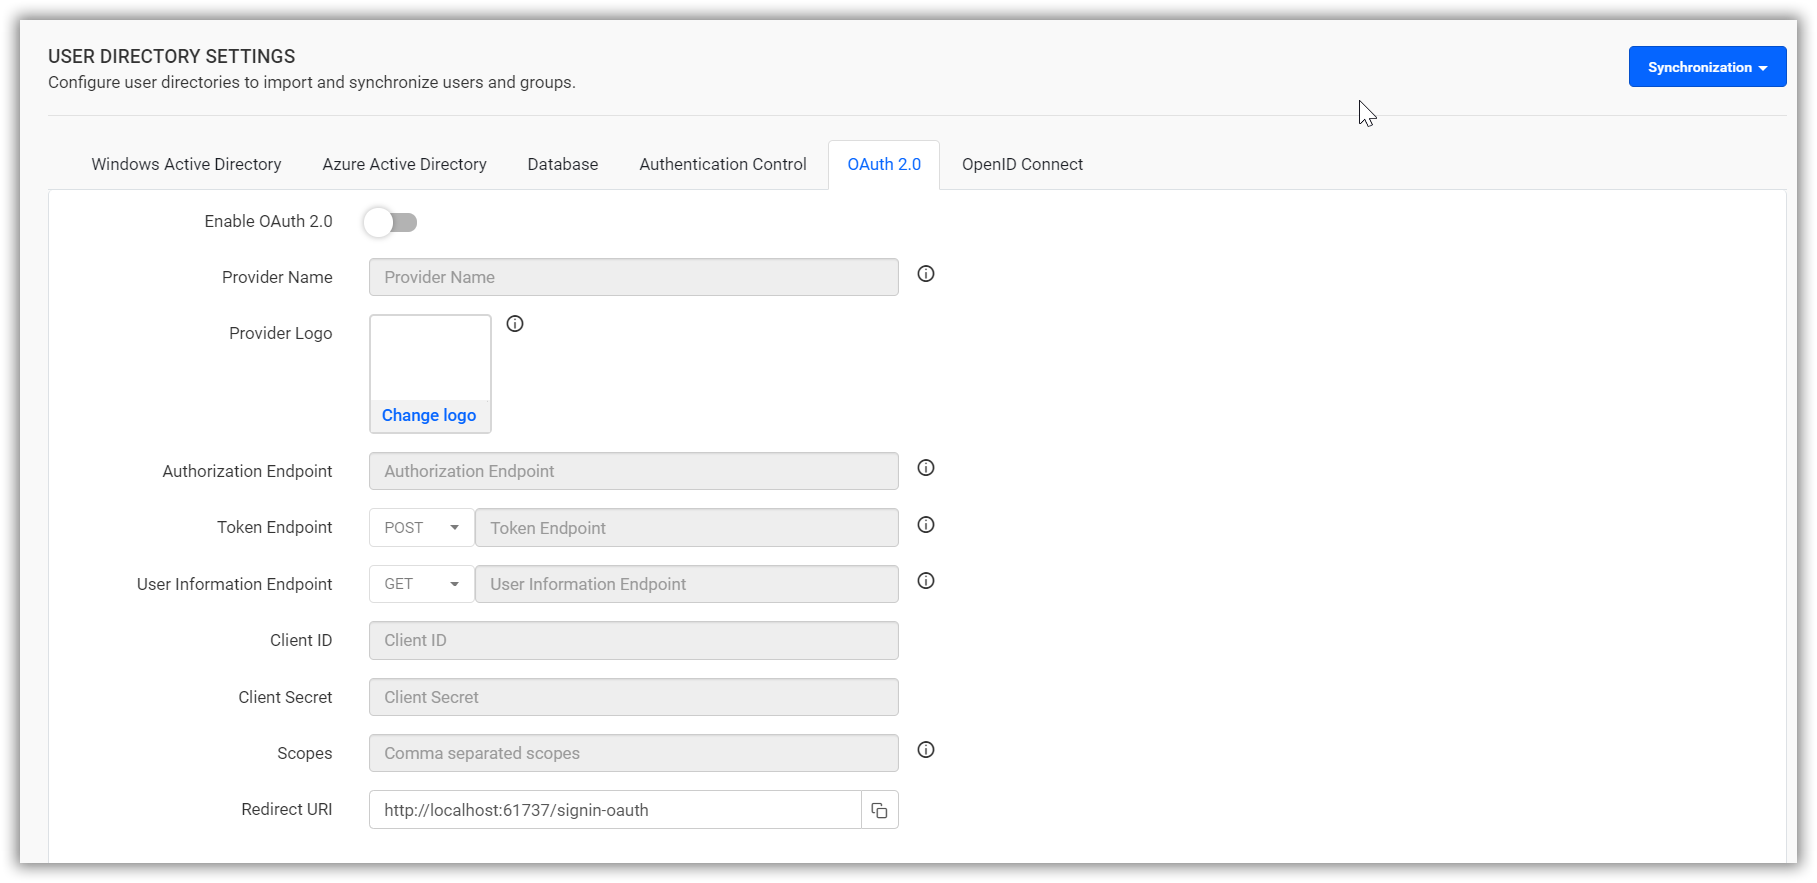 USER DIRECTORY SETTINGS
Configure user directories to import and synchronize users and groups.
Synchronization
Windows Active Directory
Azure Active Directory
Database
Authentication Control
OAuth 2.0
OpenID Connect
Enable OAuth 2.0
Provider Name
Provider Name
Provider Logo
Change logo
Authorization Endpoint
Authorization Endpoint
Token Endpoint
POST
Token Endpoint
User Information Endpoint
GET
User Information Endpoint
Client ID
Client ID
Client Secret
Client Secret
Scopes
Comma separated scopes
Redirect URI
http://localhost:61737/signin-oauth